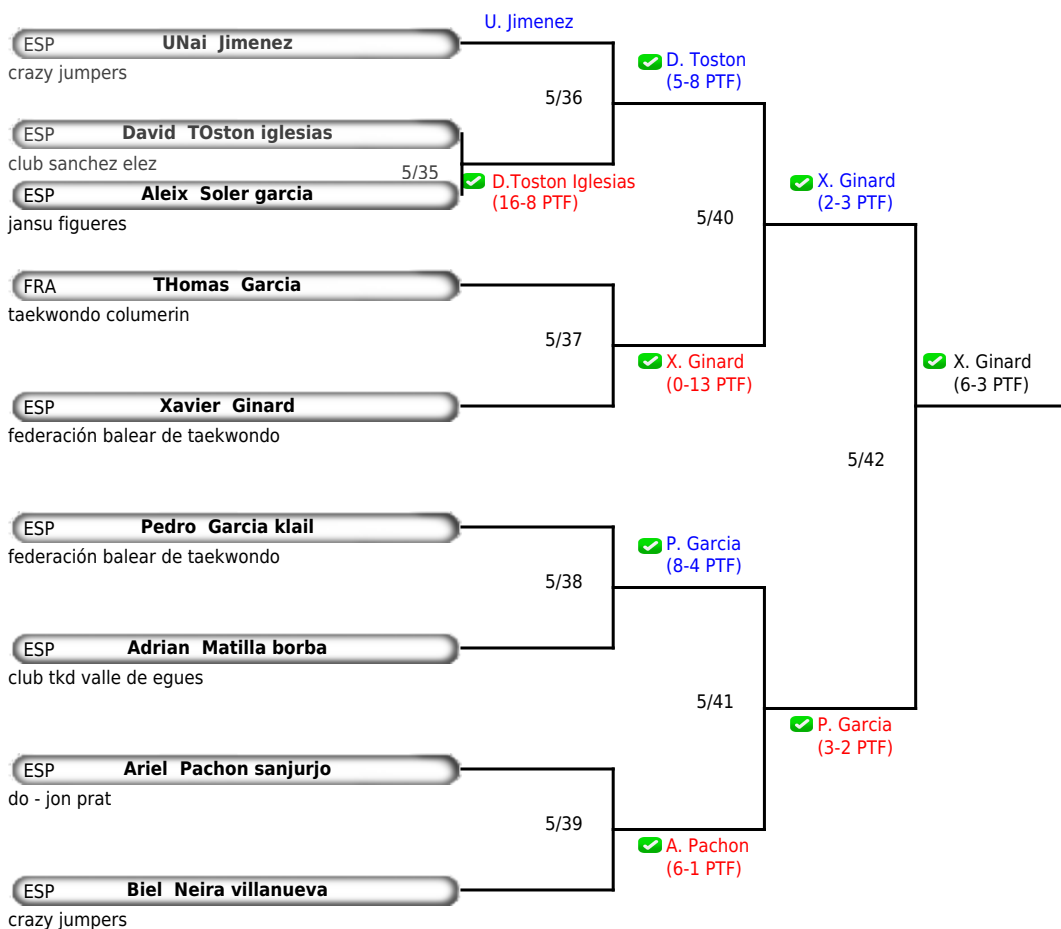 U. Jimenez
ESP UNai Jimenez
crazy jumpers
D. Toston
(5-8 PTF)
5/36
ESP David TOston iglesias
club sanchez elez
5/35
D.Toston Iglesias
(16-8 PTF)
ESP Aleix Soler garcia
jansu figueres
X. Ginard
(2-3 PTF)
5/40
FRA THomas Garcia
taekwondo columerin
5/37
X. Ginard
(0-13 PTF)
X. Ginard
(6-3 PTF)
ESP Xavier Ginard
federación balear de taekwondo
5/42
ESP Pedro Garcia klail
federación balear de taekwondo
P. Garcia
(8-4 PTF)
5/38
ESP Adrian Matilla borba
club tkd valle de egues
5/41
P. Garcia
(3-2 PTF)
ESP Ariel Pachon sanjurjo
do - jon prat
5/39
A. Pachon
(6-1 PTF)
ESP Biel Neira villanueva
crazy jumpers